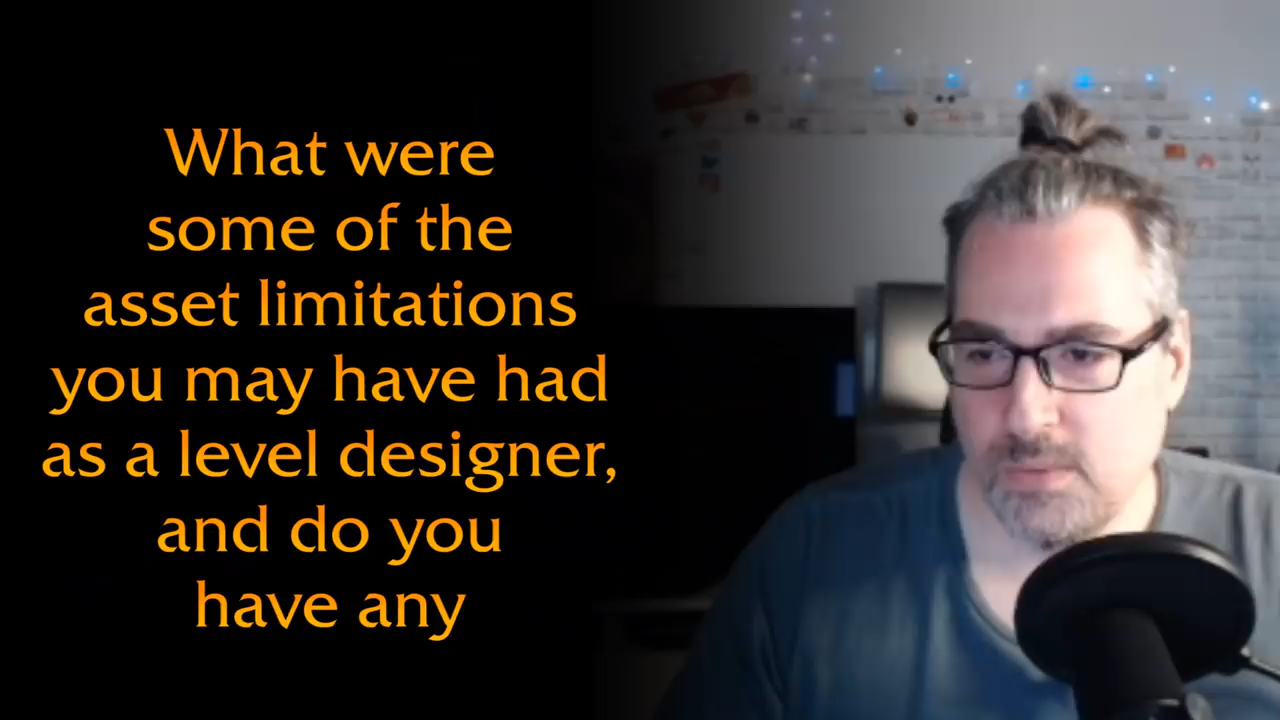 What were
some of the
asset limitations
you may have had
as a level designer,
and do you
have any